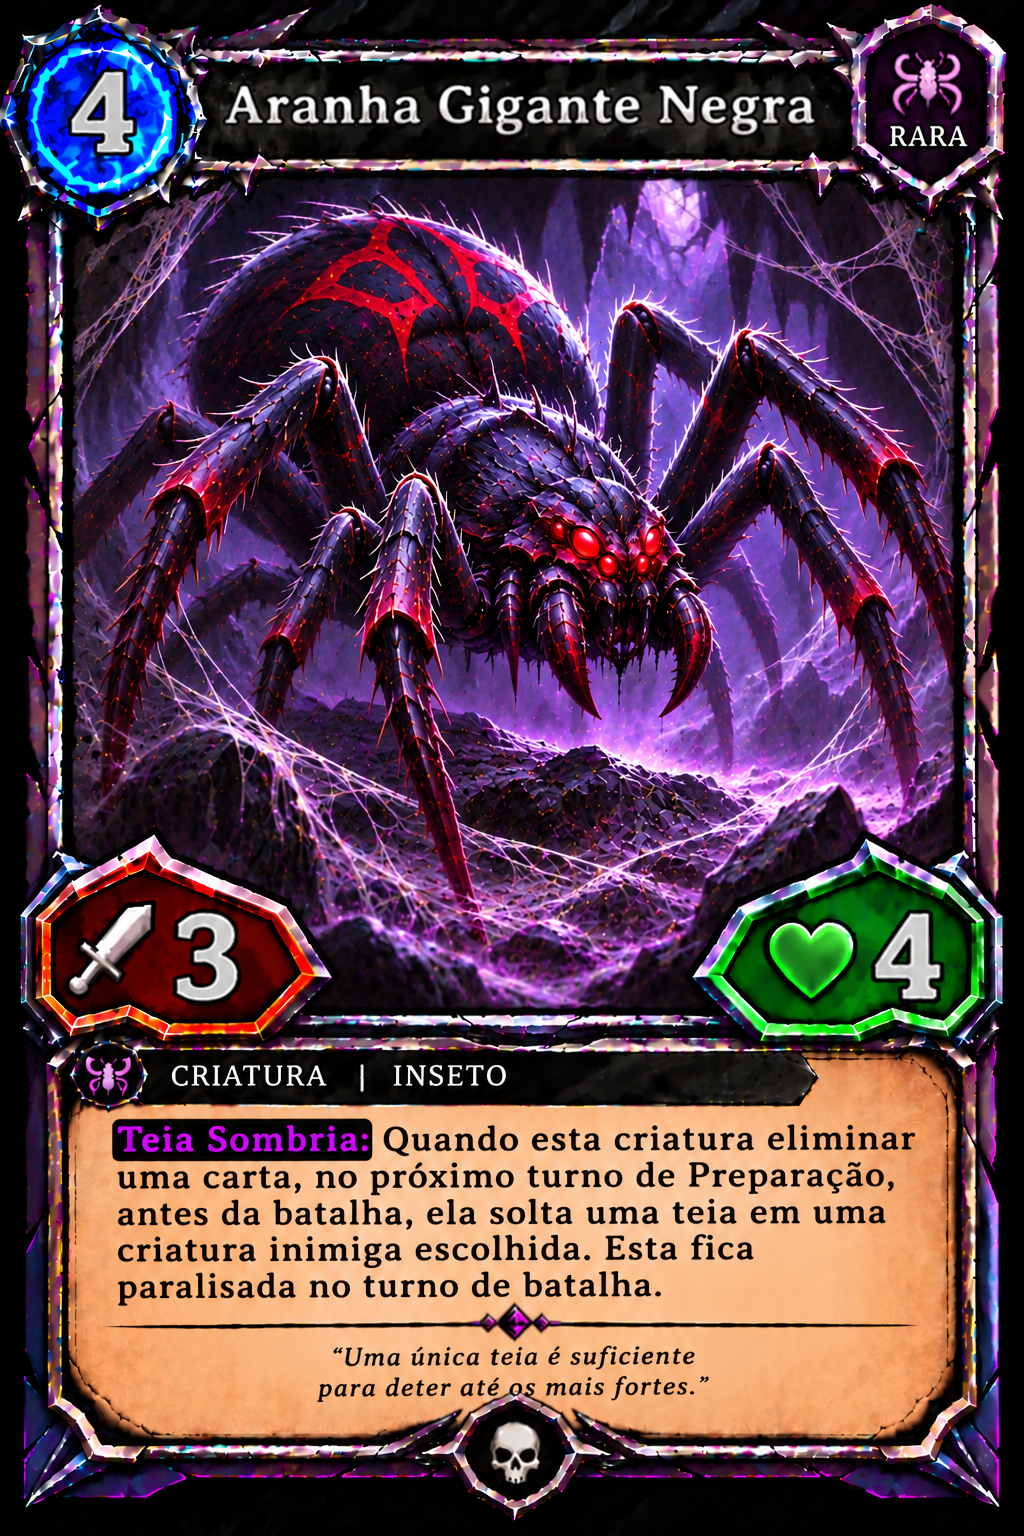 4
Aranha Gigante Negra
RARA
3
4
CRIATURA | INSETO
Teia Sombria: Quando esta criatura eliminar
uma carta, no próximo turno de Preparação,
antes da batalha, ela solta uma teia em uma
criatura inimiga escolhida. Esta fica
paralisada no turno de batalha.
“Uma única teia é suficiente
para deter até os mais fortes.”